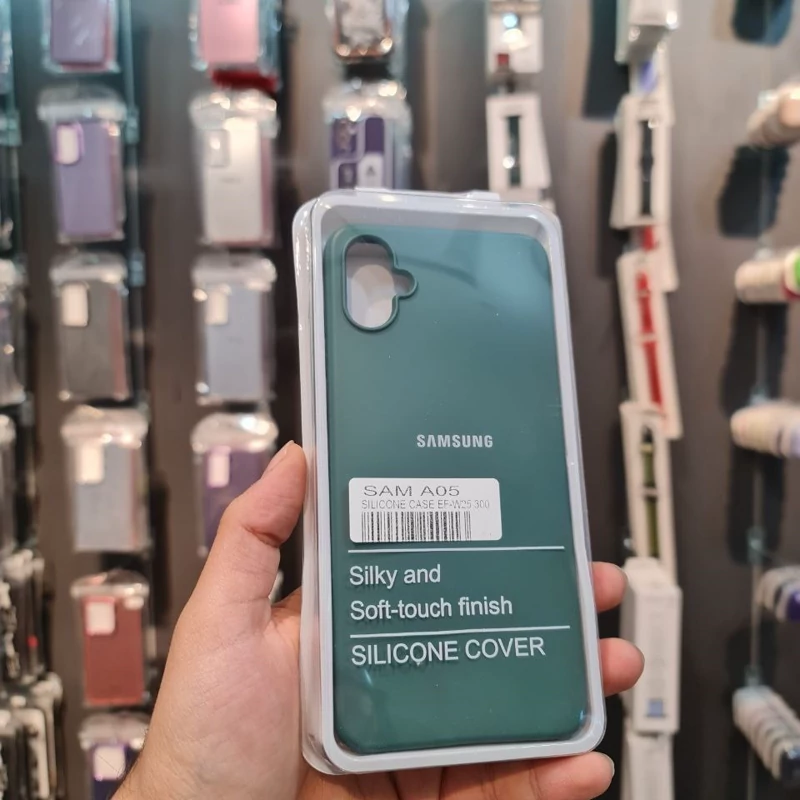 SAMSUNG
SAM A05
SILICONE CASE EF-W25 300
Silky and
Soft-touch finish
SILICONE COVER